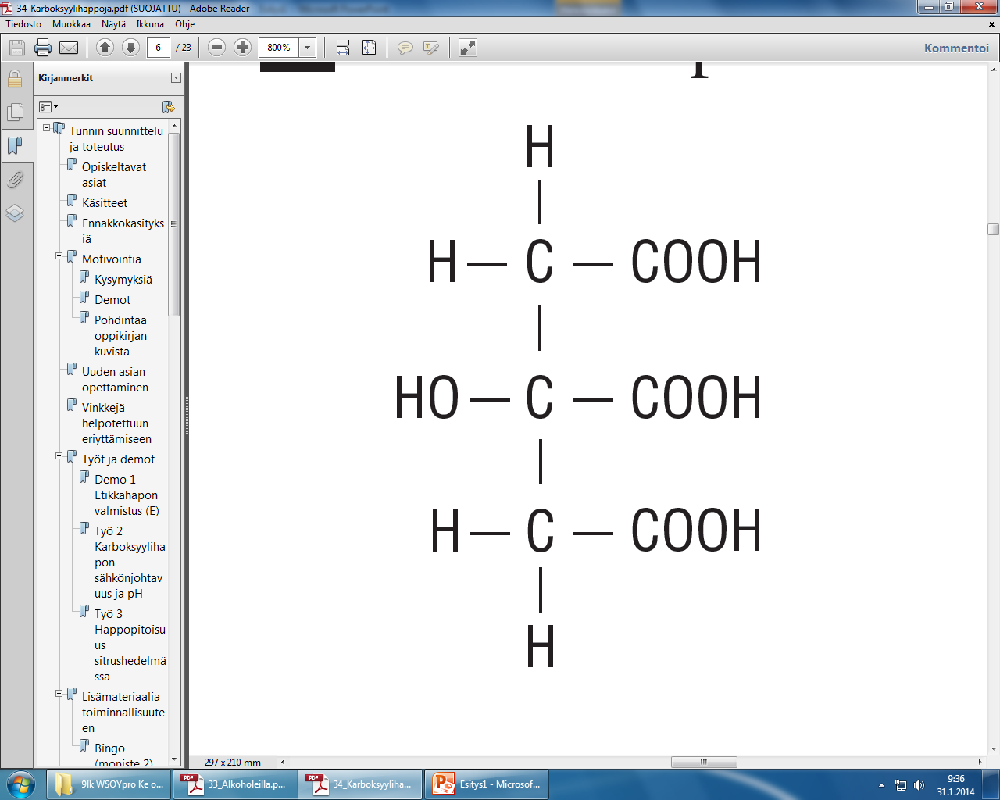 34_Karboksyylihappoja.pdf (SUOJATTU) - Adobe Reader
Tiedosto Muokkaa Näytä Ikkuna Ohje
6 / 23 800% Kommentoi
Kirjanmerkit
Tunnin suunnittelu
ja toteutus
Opiskeltavat
asiat
Käsitteet
Ennakkokäsityks
iä
Motivointia
Kysymyksiä
Demot
Pohdintaa
oppikirjan
kuvista
Uuden asian
opettaminen
Vinkkejä
helpotettuun
eriyttämiseen
Työt ja demot
Demo 1
Etikkahapon
valmistus (E)
Työ 2
Karboksyyliha
pon
sähkönjohtav
uus ja pH
Työ 3
Happopitoisu
us
sitrushedelmä
ssä
Lisämateriaalia
toiminnallisuute
en
Bingo
(moniste 2)
H
H — C — COOH
HO — C — COOH
H — C — COOH
H
297 x 210 mm
9lk WSOYpro Ke o... 33_Alkoholeilla.p... 34_Karboksyyliha... Esitys1 - Microsof... 9:36
31.1.2014